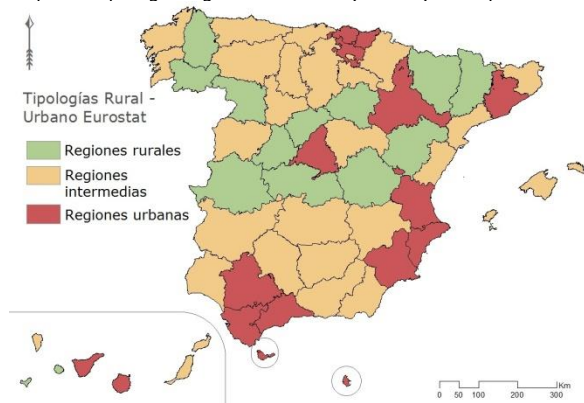 Tipologías Rural -
Urbano Eurostat
Regiones rurales
Regiones
intermedias
Regiones urbanas
Km
0 50 100 200 300